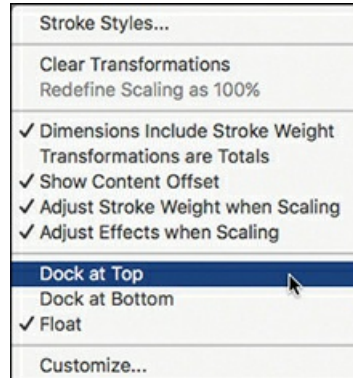 Stroke Styles...
Clear Transformations
Redefine Scaling as 100%
✓ Dimensions Include Stroke Weight
Transformations are Totals
✓ Show Content Offset
✓ Adjust Stroke Weight when Scaling
✓ Adjust Effects when Scaling
Dock at Top
Dock at Bottom
✓ Float
Customize...